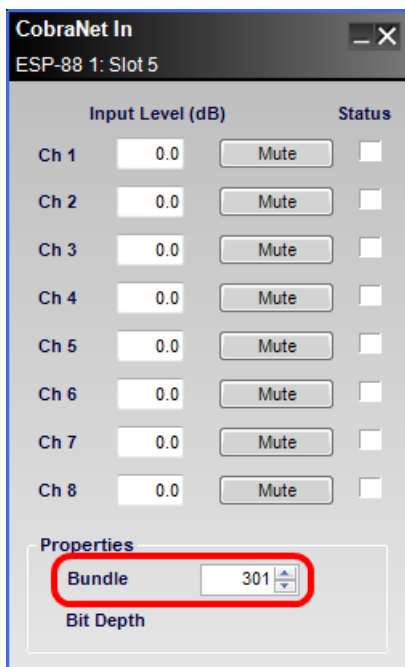 CobraNet In
ESP-88 1: Slot 5
Input Level (dB) Status
Ch 1 0.0 Mute
Ch 2 0.0 Mute
Ch 3 0.0 Mute
Ch 4 0.0 Mute
Ch 5 0.0 Mute
Ch 6 0.0 Mute
Ch 7 0.0 Mute
Ch 8 0.0 Mute
Properties
Bundle 301
Bit Depth